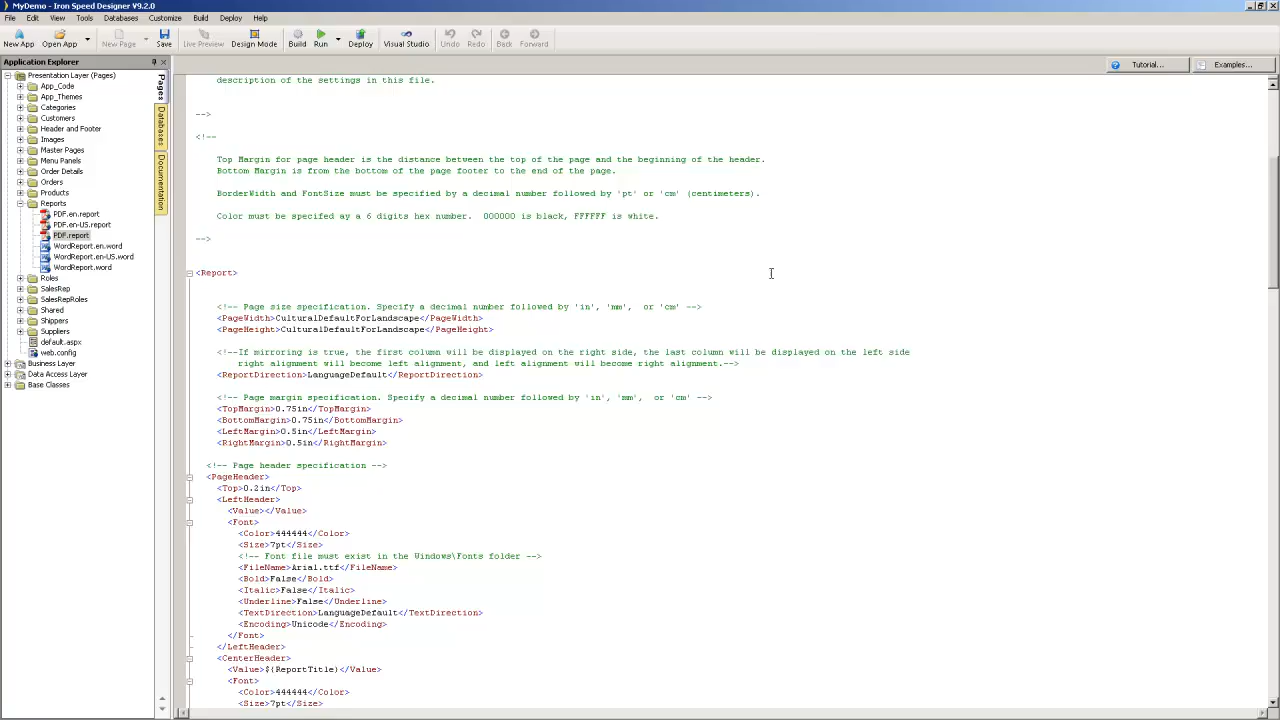 MyDemo - Iron Speed Designer V9.2.0
File Edit View Tools Customize Databases Build Deploy Help
New App Open App New Page Save Live Preview Design Mode Build Run Deploy Visual Studio Undo Redo Back Forward
Application Explorer
Tutorial... Examples...
Presentation Layer (Pages)
App_Code
App_Themes
Categories
Customers
Header and Footer
Images
Master Pages
Menu Panels
Order Details
Orders
Products
Reports
PDF.en.report
PDF.en-US.report
PDF.report
WordReport.en.word
WordReport.en-US.word
WordReport.word
Roles
SalesRep
SalesRepRoles
Shared
Shippers
Suppliers
default.aspx
web.config
Business Layer
Data Access Layer
Base Classes
Pages
Databases
Documentation
description of the settings in this file.
-->
<!--
Top Margin for page header is the distance between the top of the page and the beginning of the header.
Bottom Margin is from the bottom of the page footer to the end of the page.
BorderWidth and FontSize must be specified by a decimal number followed by 'pt' or 'cm' (centimeters).
Color must be specifed ay a 6 digits hex number.  000000 is black, FFFFFF is white.
-->
<Report>
<!-- Page size specification. Specify a decimal number followed by 'in', 'mm',  or 'cm' -->
<PageWidth>CulturalDefaultForLandscape</PageWidth>
<PageHeight>CulturalDefaultForLandscape</PageHeight>
<!--If mirroring is true, the first column will be displayed on the right side, the last column will be displayed on the left side
right alignment will become left alignment, and left alignment will become right alignment.-->
<ReportDirection>LanguageDefault</ReportDirection>
<!-- Page margin specification. Specify a decimal number followed by 'in', 'mm',  or 'cm' -->
<TopMargin>0.75in</TopMargin>
<BottomMargin>0.75in</BottomMargin>
<LeftMargin>0.5in</LeftMargin>
<RightMargin>0.5in</RightMargin>
<!-- Page header specification -->
<PageHeader>
<Top>0.2in</Top>
<LeftHeader>
<Value></Value>
<Font>
<Color>444444</Color>
<Size>7pt</Size>
<!-- Font file must exist in the Windows\Fonts folder -->
<FileName>Arial.ttf</FileName>
<Bold>False</Bold>
<Italic>False</Italic>
<Underline>False</Underline>
<TextDirection>LanguageDefault</TextDirection>
<Encoding>Unicode</Encoding>
</Font>
</LeftHeader>
<CenterHeader>
<Value>${ReportTitle}</Value>
<Font>
<Color>444444</Color>
<Size>7pt</Size>